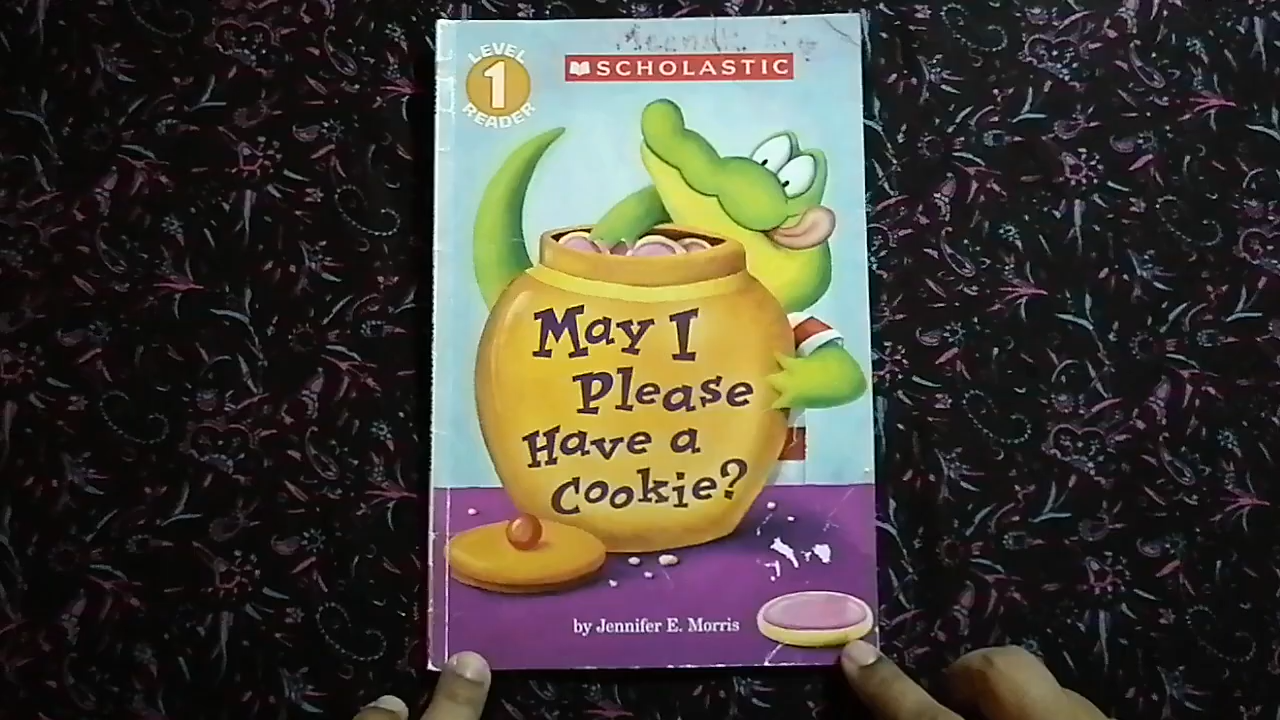 LEVEL
1
READER
SCHOLASTIC
May I
Please
Have a
Cookie?
by Jennifer E. Morris